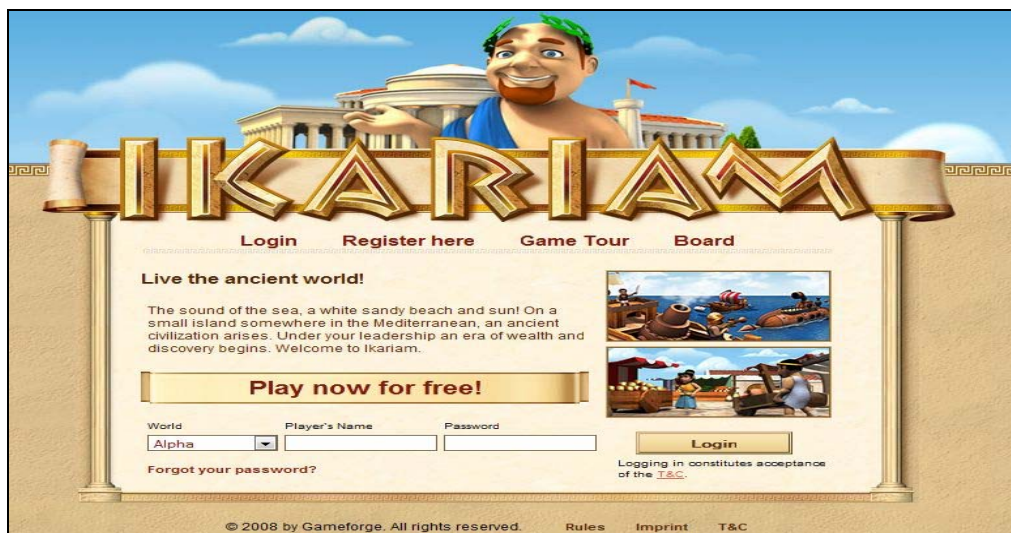 IKARIAM
Login Register here Game Tour Board
Live the ancient world!
The sound of the sea, a white sandy beach and sun! On a
small island somewhere in the Mediterranean, an ancient
civilization arises. Under your leadership an era of wealth and
discovery begins. Welcome to Ikariam.
Play now for free!
World Player's Name Password
Alpha
Login
Forgot your password?
Logging in constitutes acceptance
of the T&C.
© 2008 by Gameforge. All rights reserved. Rules Imprint T&C